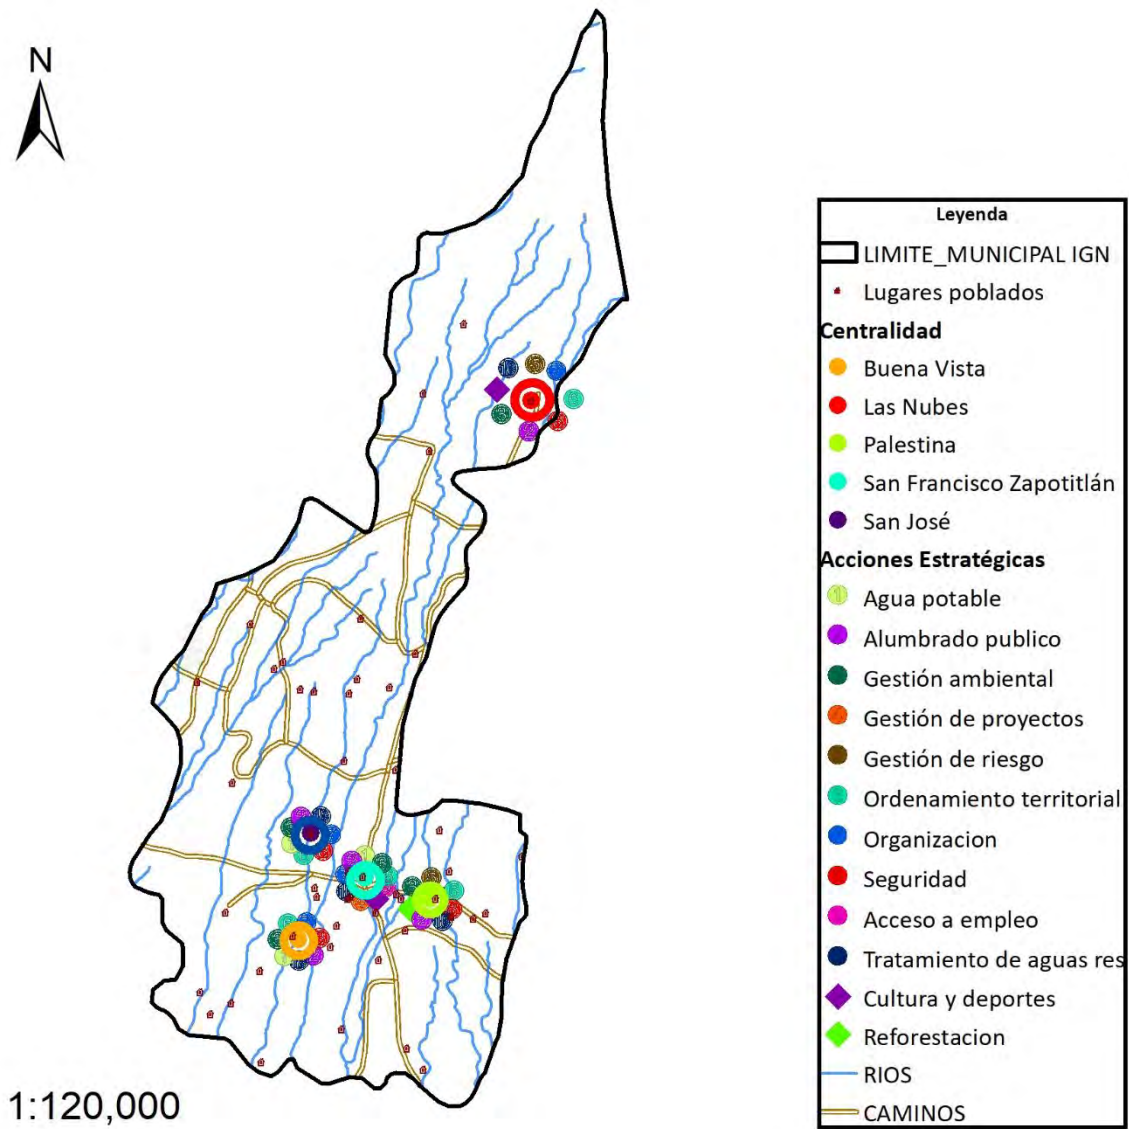 N
Leyenda
LIMITE_MUNICIPAL IGN
Lugares poblados
Centralidad
Buena Vista
Las Nubes
Palestina
San Francisco Zapotitlán
San José
Acciones Estratégicas
Agua potable
Alumbrado publico
Gestión ambiental
Gestión de proyectos
Gestión de riesgo
Ordenamiento territorial
Organizacion
Seguridad
Acceso a empleo
Tratamiento de aguas res
Cultura y deportes
Reforestacion
RIOS
CAMINOS
1:120,000